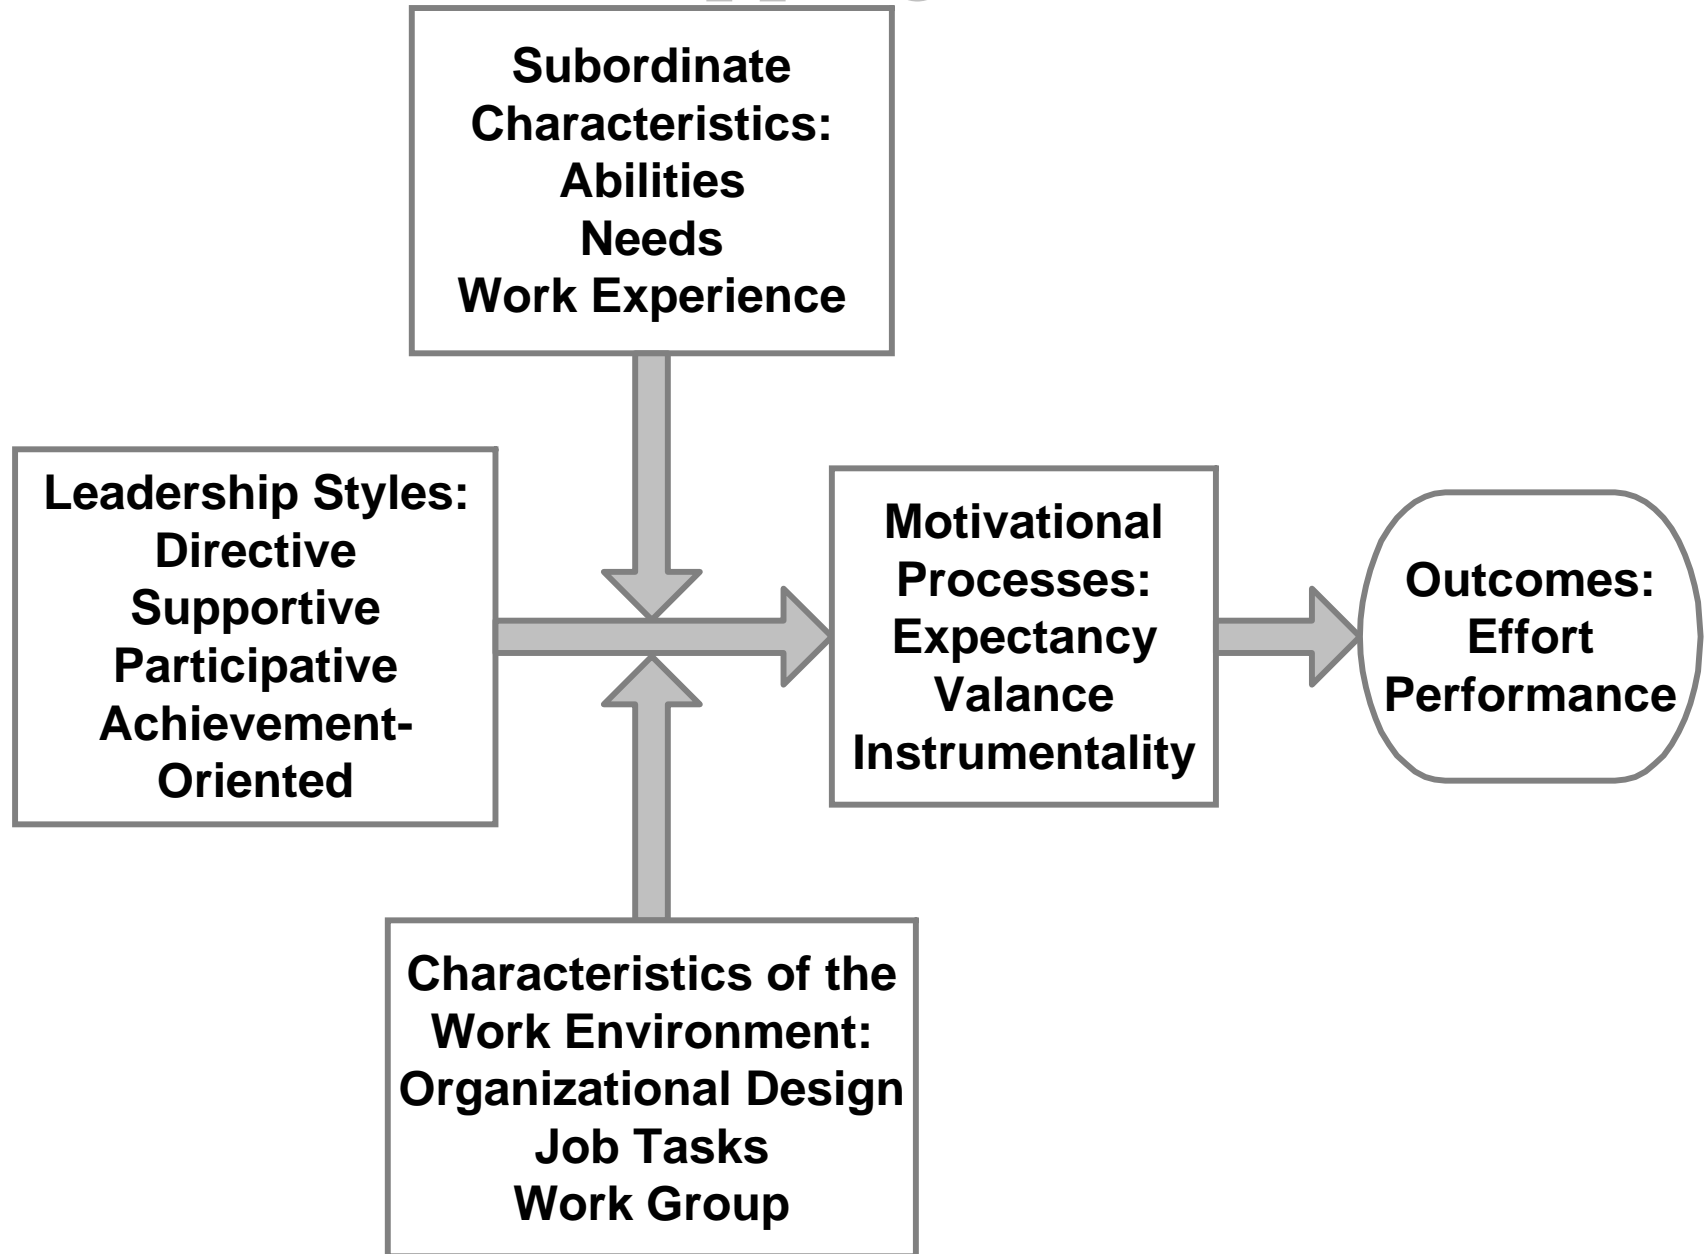 Subordinate
Characteristics:
Abilities
Needs
Work Experience
Leadership Styles:
Directive
Supportive
Participative
Achievement-
Oriented
Motivational
Processes:
Expectancy
Valance
Instrumentality
Outcomes:
Effort
Performance
Characteristics of the
Work Environment:
Organizational Design
Job Tasks
Work Group